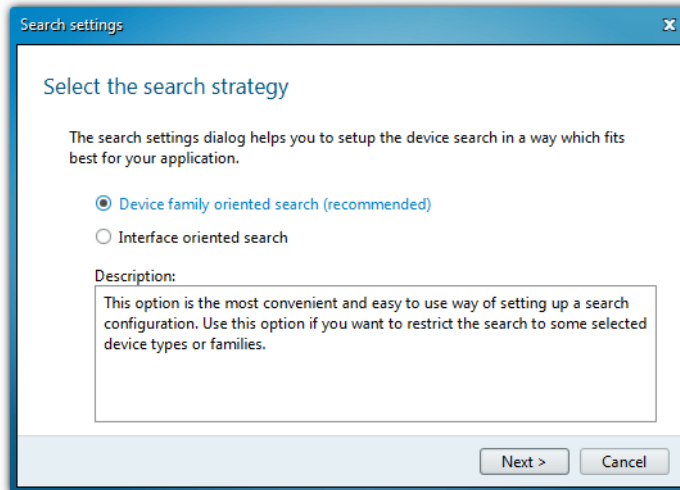 Search settings
Select the search strategy
The search settings dialog helps you to setup the device search in a way which fits
best for your application.
Device family oriented search (recommended)
Interface oriented search
Description:
This option is the most convenient and easy to use way of setting up a search
configuration. Use this option if you want to restrict the search to some selected
device types or families.
Next >
Cancel